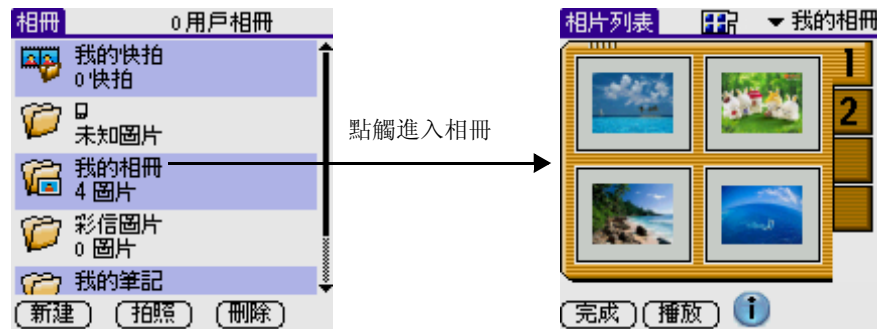 相冊 0用戶相冊
我的快拍
0快拍
未知圖片
我的相冊
4 圖片
彩信圖片
0 圖片
我的筆記
新建 拍照 刪除
點觸進入相冊
相片列表 我的相冊
1
2
完成 播放